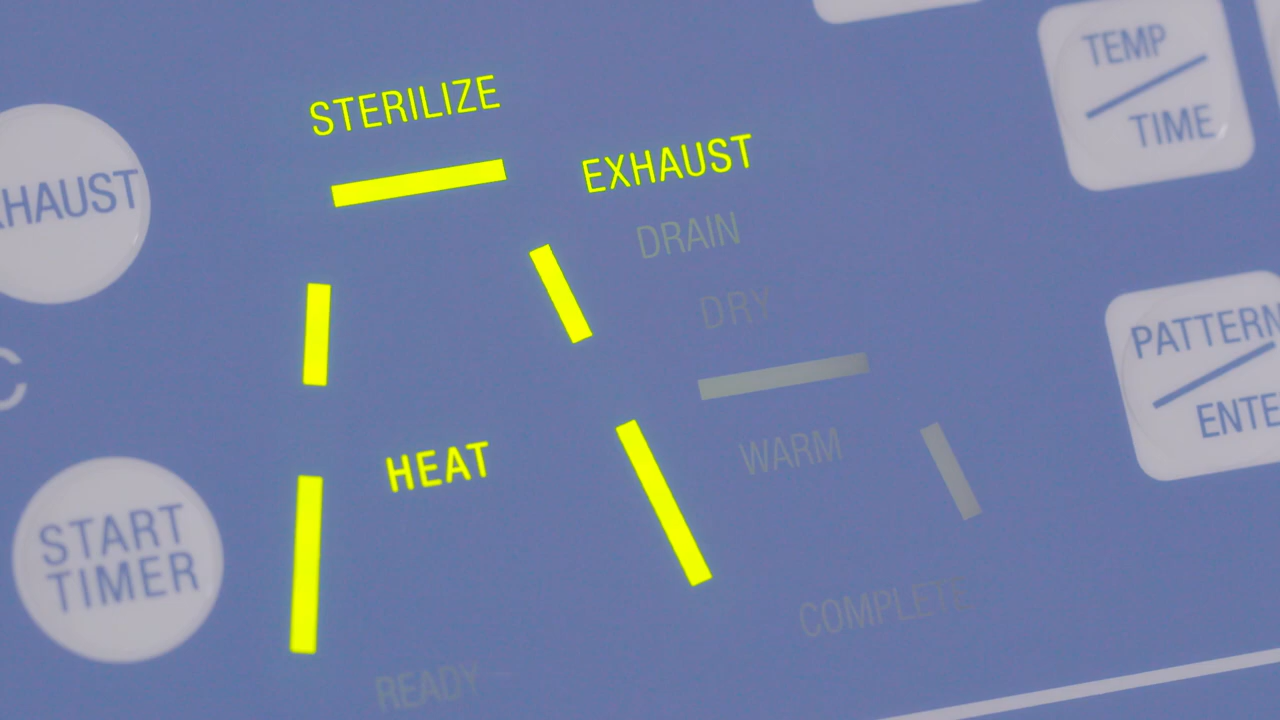 STERILIZE
EXHAUST
DRAIN
DRY
WARM
HEAT
COMPLETE
READY
HAUST
START
TIMER
C
TEMP
TIME
PATTERN
ENTE